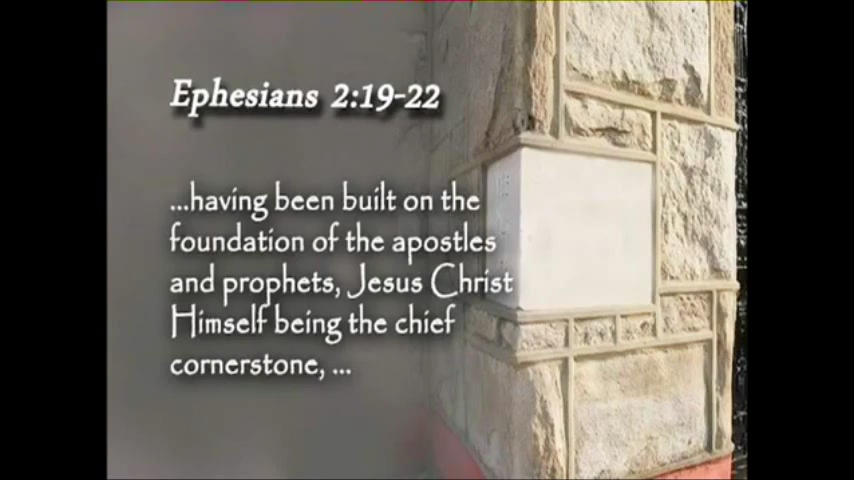 Ephesians 2:19-22
...having been built on the
foundation of the apostles
and prophets, Jesus Christ
Himself being the chief
cornerstone, ...